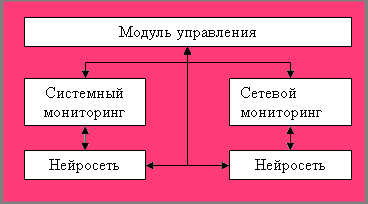 Модуль управления
Системный
мониторинг
Сетевой
мониторинг
Нейросеть
Нейросеть